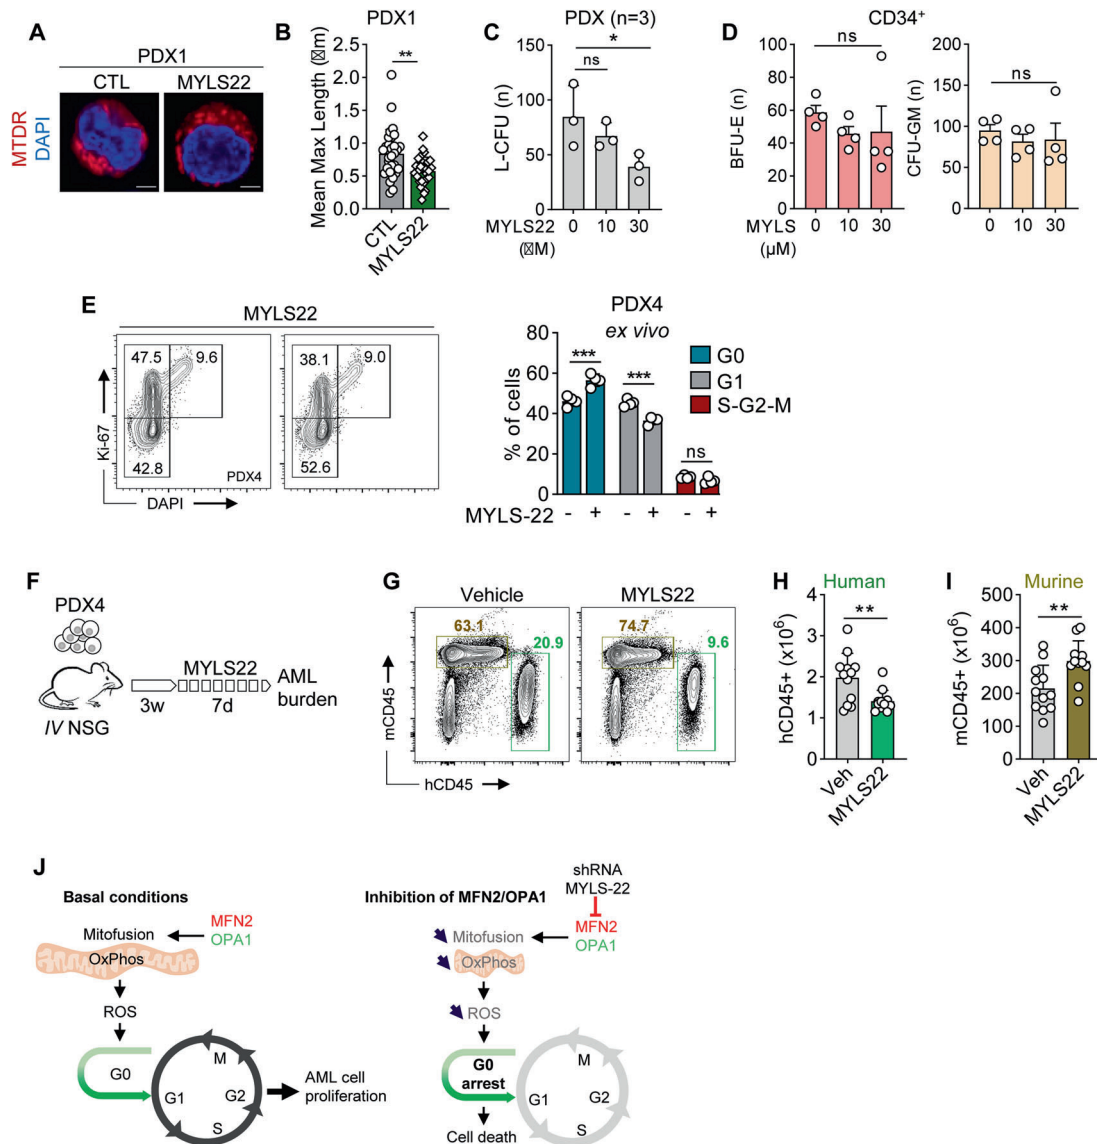 A
PDX1
CTL
MYLS22
MTDR
DAPI
B
PDX1
Mean Max Length (☒m)
2.5
2.0
1.5
1.0
0.5
0.0
**
CTL
MYLS22
C
PDX (n=3)
L-CFU (n)
150
100
50
0
*
ns
MYLS22
(☒M)
0 10 30
D
CD34+
BFU-E (n)
100
80
60
40
20
0
ns
MYLS
(µM)
0 10 30
CFU-GM (n)
200
150
100
50
0
ns
0 10 30
E
MYLS22
47.5
9.6
42.8
PDX4
38.1
9.0
52.6
Ki-67
DAPI
PDX4
ex vivo
% of cells
80
60
40
20
0
***
***
ns
G0
G1
S-G2-M
MYLS-22
- + - + - +
F
PDX4
IV NSG
3w
MYLS22
7d
AML
burden
G
Vehicle
MYLS22
63.1
20.9
74.7
9.6
mCD45
hCD45
H
Human
hCD45+ (x10⁶)
4
3
2
1
0
**
Veh
MYLS22
I
Murine
mCD45+ (x10⁶)
500
400
300
200
100
0
**
Veh
MYLS22
J
Basal conditions
Mitofusion
MFN2
OPA1
OxPhos
ROS
G0
G1
M
G2
S
AML cell
proliferation
Inhibition of MFN2/OPA1
shRNA
MYLS-22
Mitofusion
MFN2
OPA1
OxPhos
ROS
G0
arrest
G1
M
G2
S
Cell death